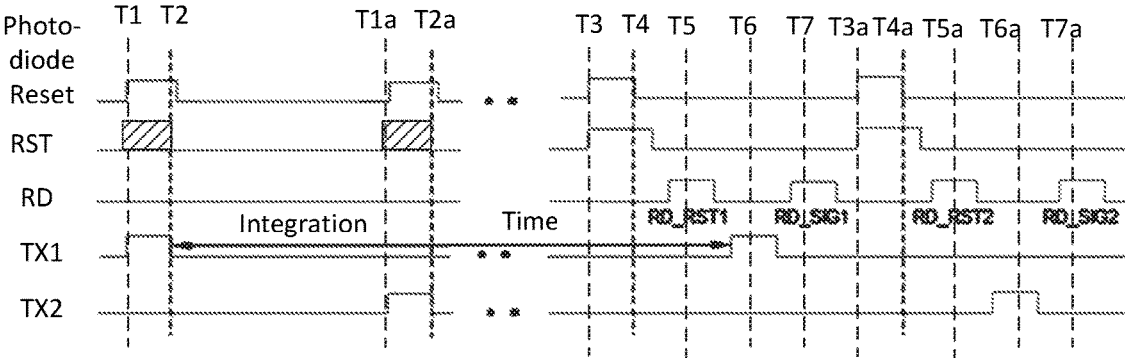 T1 T2 T1a T2a T3 T4 T5 T6 T7 T3a T4a T5a T6a T7a
Photo-
diode
Reset
RST
RD
RD_RST1 RD_SIG1 RD_RST2 RD_SIG2
Integration Time
TX1
TX2